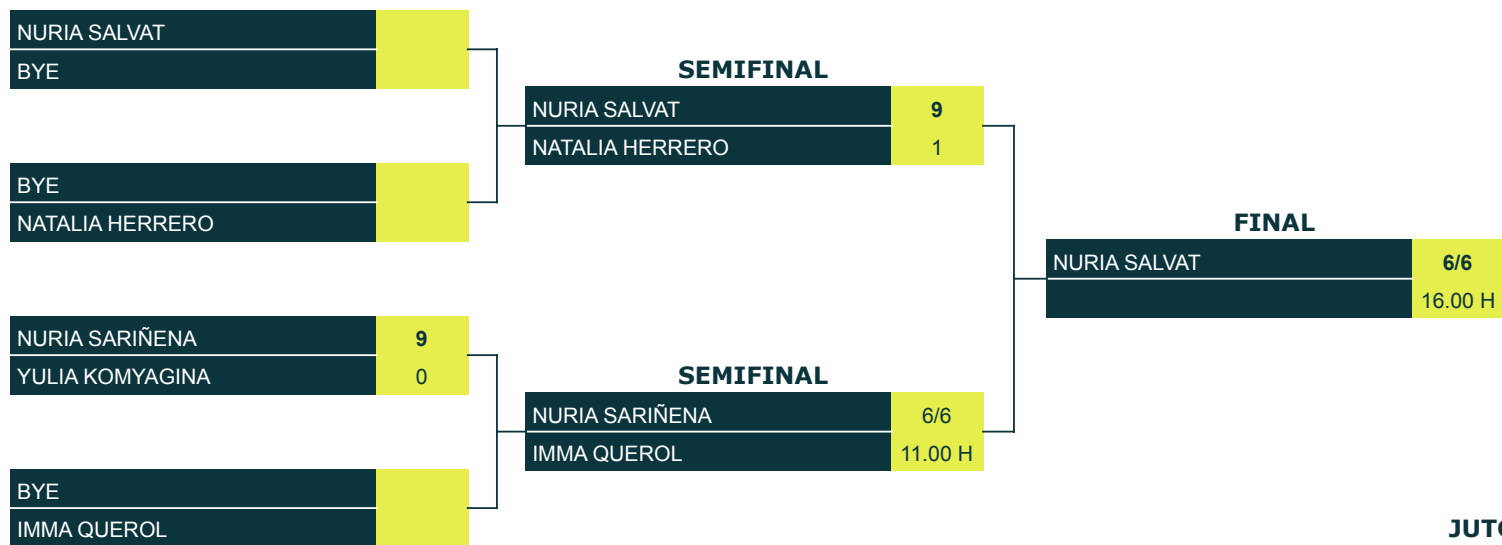 NURIA SALVAT
BYE
BYE
NATALIA HERRERO
NURIA SARIÑENA 9
YULIA KOMYAGINA 0
BYE
IMMA QUEROL
SEMIFINAL
NURIA SALVAT 9
NATALIA HERRERO 1
SEMIFINAL
NURIA SARIÑENA 6/6
IMMA QUEROL 11.00 H
FINAL
NURIA SALVAT 6/6
16.00 H